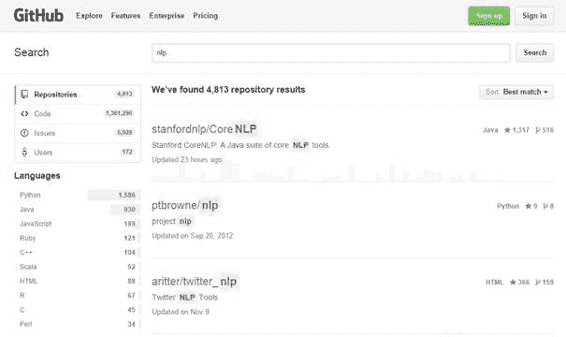 GitHub Explore Features Enterprise Pricing Sign up Sign in
Search nlp Search
Repositories 4,813
Code 1,361,296
Issues 5,928
Users 172
Languages
Python 1,586
Java 930
JavaScript 189
Ruby 121
C++ 104
Scala 92
HTML 88
R 67
C 45
Perl 34
We've found 4,813 repository results Sort: Best match
stanfordnlp/CoreNLP Java 1,317 516
Stanford CoreNLP: A Java suite of core NLP tools.
Updated 23 hours ago
ptbrowne/nlp Python 9 8
project nlp
Updated on Sep 20, 2012
aritter/twitter_nlp HTML 366 159
Twitter NLP Tools
Updated on Nov 9